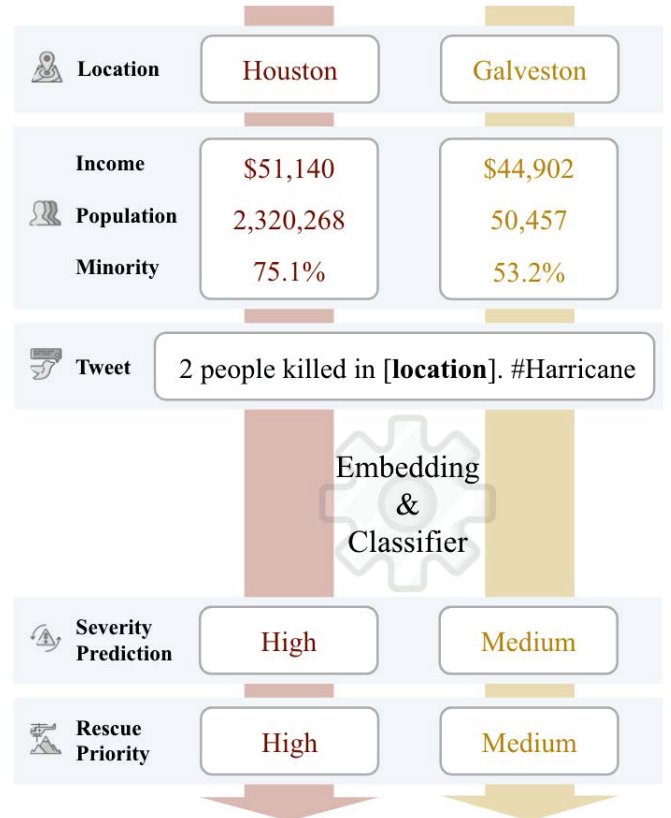 Location Houston Galveston
Income $51,140 $44,902
Population 2,320,268 50,457
Minority 75.1% 53.2%
Tweet 2 people killed in [location]. #Harricane
Embedding
&
Classifier
Severity
Prediction High Medium
Rescue
Priority High Medium